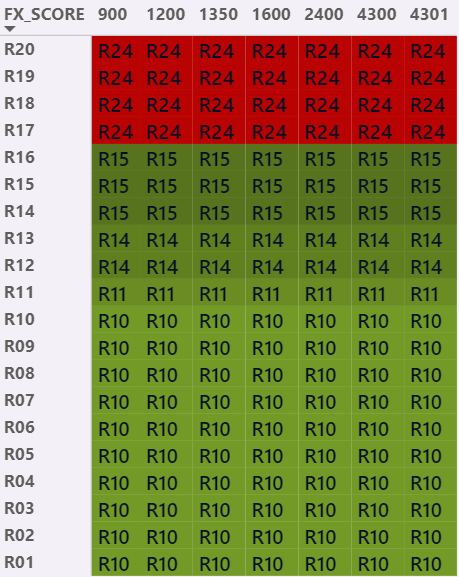 FX_SCORE 900 1200 1350 1600 2400 4300 4301
R20 R24 R24 R24 R24 R24 R24 R24
R19 R24 R24 R24 R24 R24 R24 R24
R18 R24 R24 R24 R24 R24 R24 R24
R17 R24 R24 R24 R24 R24 R24 R24
R16 R15 R15 R15 R15 R15 R15 R15
R15 R15 R15 R15 R15 R15 R15 R15
R14 R15 R15 R15 R15 R15 R15 R15
R13 R14 R14 R14 R14 R14 R14 R14
R12 R14 R14 R14 R14 R14 R14 R14
R11 R11 R11 R11 R11 R11 R11 R11
R10 R10 R10 R10 R10 R10 R10 R10
R09 R10 R10 R10 R10 R10 R10 R10
R08 R10 R10 R10 R10 R10 R10 R10
R07 R10 R10 R10 R10 R10 R10 R10
R06 R10 R10 R10 R10 R10 R10 R10
R05 R10 R10 R10 R10 R10 R10 R10
R04 R10 R10 R10 R10 R10 R10 R10
R03 R10 R10 R10 R10 R10 R10 R10
R02 R10 R10 R10 R10 R10 R10 R10
R01 R10 R10 R10 R10 R10 R10 R10